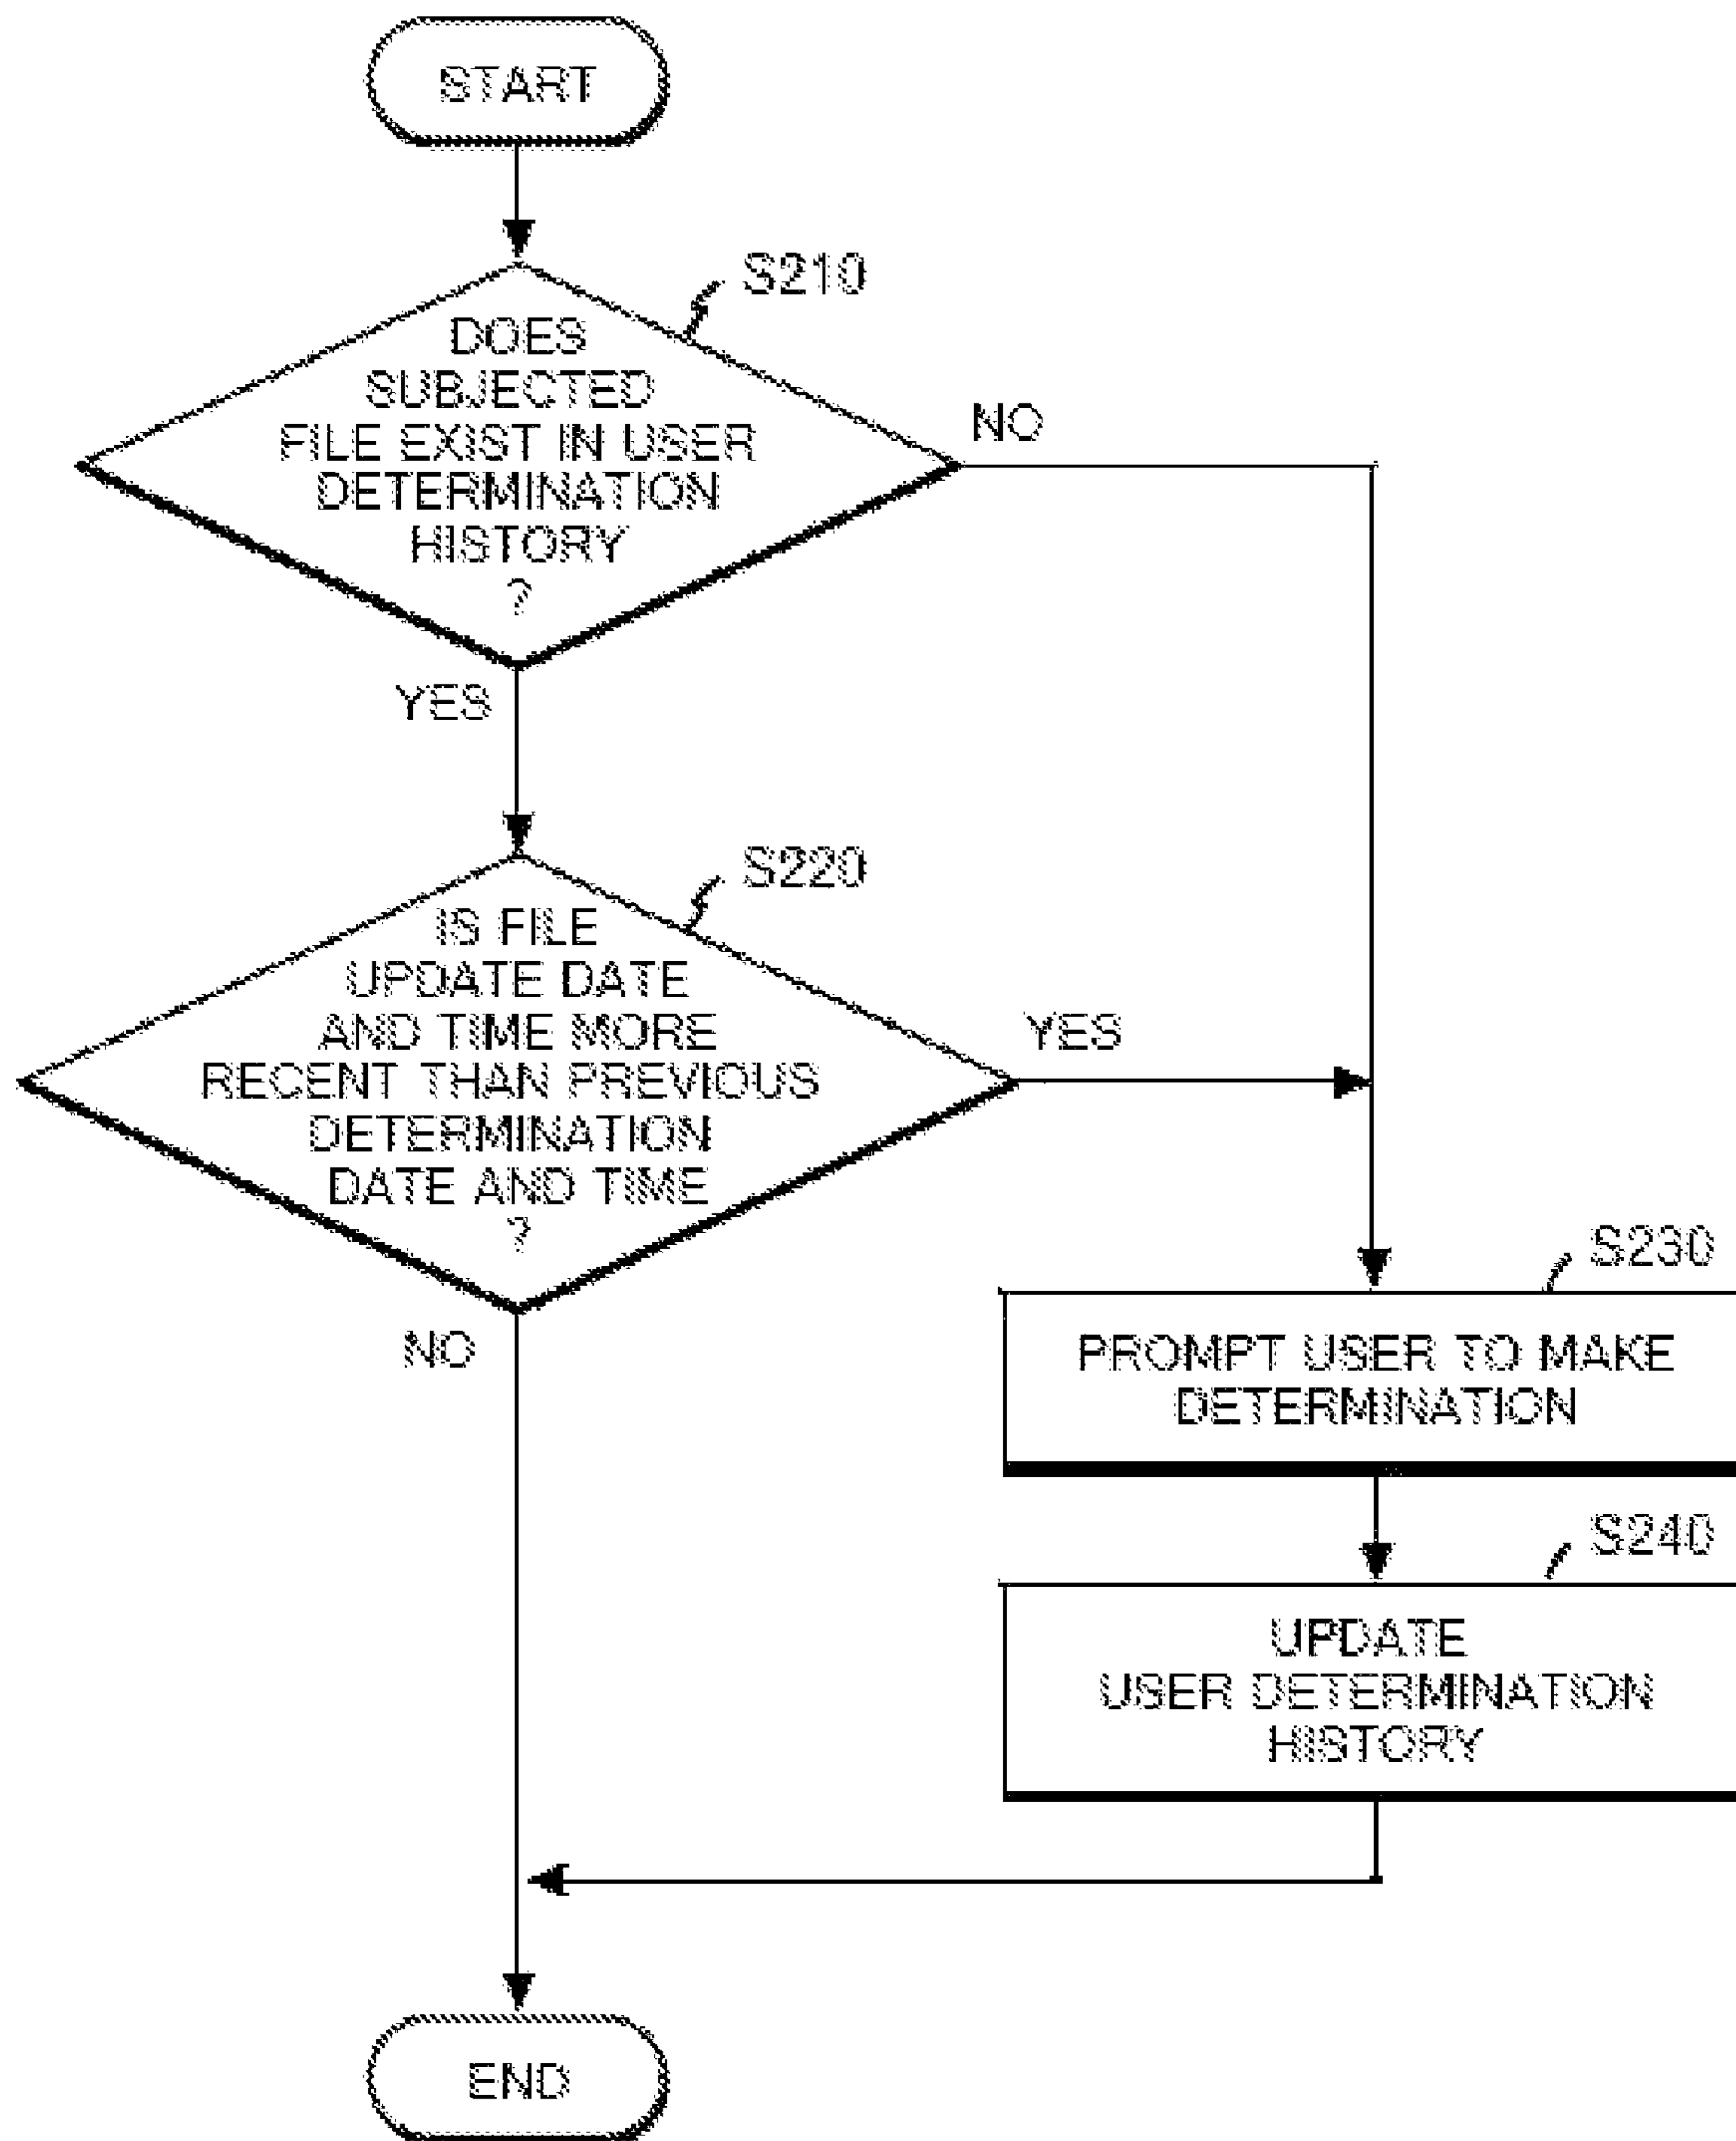 START
S210
DOES
SUBJECTED
FILE EXIST IN USER
DETERMINATION
HISTORY
?
NO
YES
S220
IS FILE
UPDATE DATE
AND TIME MORE
RECENT THAN PREVIOUS
DETERMINATION
DATE AND TIME
?
YES
NO
S230
PROMPT USER TO MAKE
DETERMINATION
S240
UPDATE
USER DETERMINATION
HISTORY
END